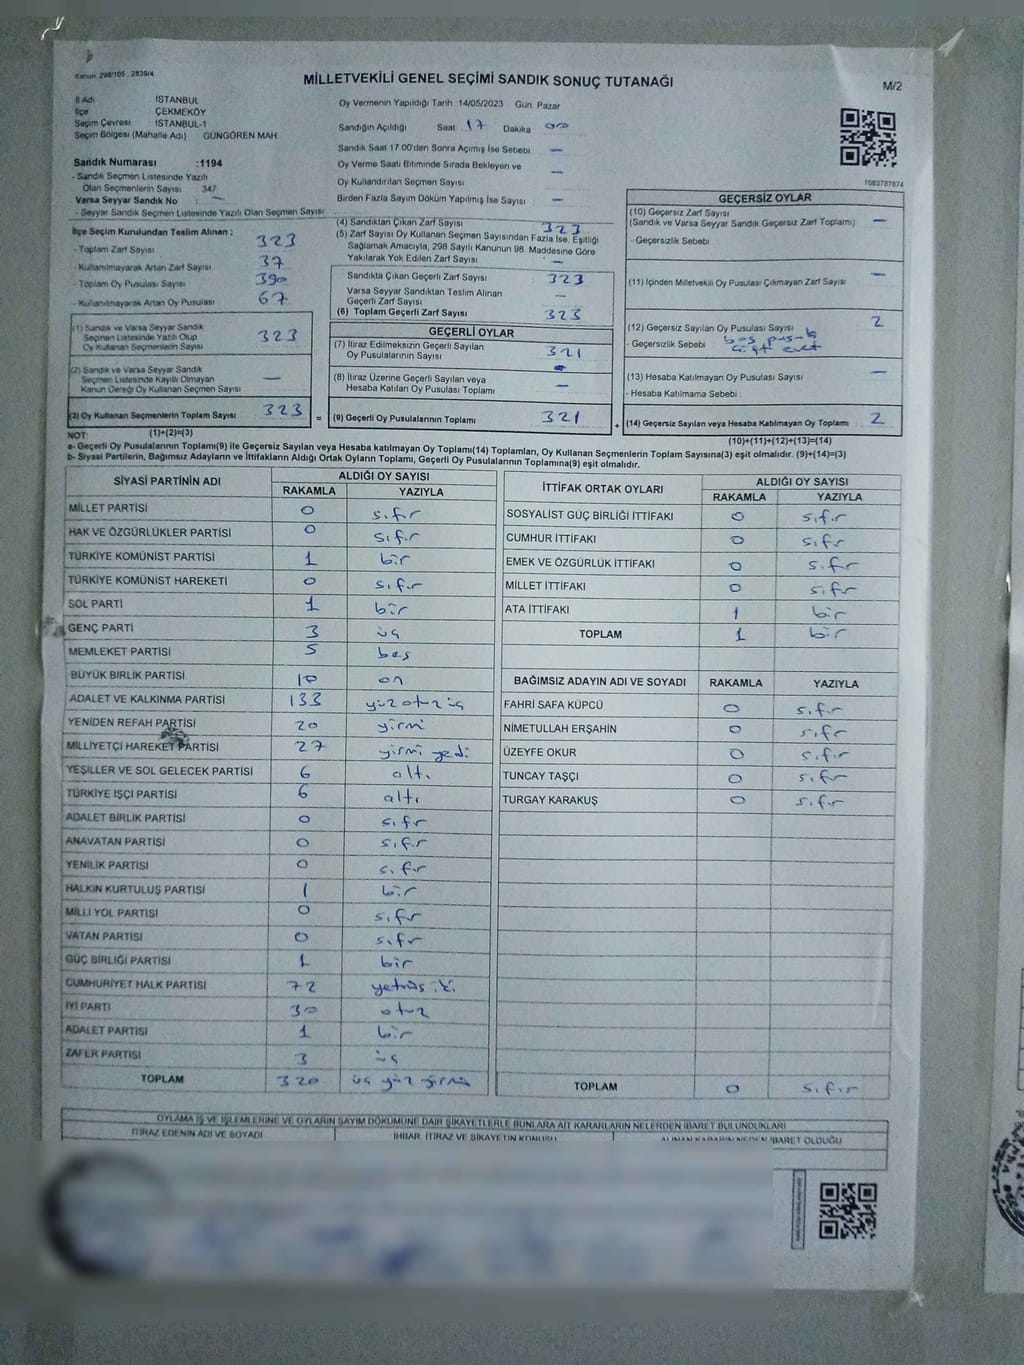 Kanun 298/105 , 2839/4
MİLLETVEKİLİ GENEL SEÇİMİ SANDIK SONUÇ TUTANAĞI
M/2
İl Adı İSTANBUL
İlçe ÇEKMEKÖY
Seçim Çevresi İSTANBUL-1
Seçim Bölgesi (Mahalle Adı) GÜNGÖREN MAH
Oy Vermenin Yapıldığı Tarih 14/05/2023 Gün Pazar
Sandığın Açıldığı Saat 17 Dakika 00
Sandık Saat 17.00'den Sonra Açımış İse Sebebi —
Oy Verme Saati Bitiminde Sırada Bekleyen ve
Oy Kullandırılan Seçmen Sayısı —
Birden Fazla Sayım Döküm Yapılmış İse Sayısı —
1083787874
Sandık Numarası :1194
- Sandık Seçmen Listesinde Yazılı
Olan Seçmenlerin Sayısı 347
Varsa Seyyar Sandık No : —
- Seyyar Sandık Seçmen Listesinde Yazılı Olan Seçmen Sayısı
İlçe Seçim Kurulundan Teslim Alınan ;
- Toplam Zarf Sayısı 323
- Kullanılmayarak Artan Zarf Sayısı 37
- Toplam Oy Pusulası Sayısı 390
- Kullanılmayarak Artan Oy Pusulası 67
(1) Sandık ve Varsa Seyyar Sandık
Seçmen Listesinde Yazılı Olup
Oy Kullanan Seçmenlerin Sayısı 323
(2) Sandık ve Varsa Seyyar Sandık
Seçmen Listesinde Kayıtlı Olmayan
Kanun Gereği Oy Kullanan Seçmen Sayısı —
(3) Oy Kullanan Seçmenlerin Toplam Sayısı 323 =
(4) Sandıktan Çıkan Zarf Sayısı 323
(5) Zarf Sayısı Oy Kullanan Seçmen Sayısından Fazla İse, Eşitliği
Sağlamak Amacıyla, 298 Sayılı Kanunun 98. Maddesine Göre
Yakılarak Yok Edilen Zarf Sayısı —
Sandıkta Çıkan Geçerli Zarf Sayısı 323
Varsa Seyyar Sandıktan Teslim Alınan
Geçerli Zarf Sayısı —
(6) Toplam Geçerli Zarf Sayısı 323
GEÇERLİ OYLAR
(7) İtiraz Edilmeksizin Geçerli Sayılan
Oy Pusulalarının Sayısı 321
(8) İtiraz Üzerine Geçerli Sayılan veya
Hesaba Katılan Oy Pusulası Toplamı —
(9) Geçerli Oy Pusulalarının Toplamı 321 +
GEÇERSİZ OYLAR
(10) Geçersiz Zarf Sayısı
(Sandık ve Varsa Seyyar Sandık Geçersiz Zarf Toplamı) —
- Geçersizlik Sebebi
(11) İçinden Milletvekili Oy Pusulası Çıkmayan Zarf Sayısı —
(12) Geçersiz Sayılan Oy Pusulası Sayısı 2
- Geçersizlik Sebebi boş pusula
çift evet
(13) Hesaba Katılmayan Oy Pusulası Sayısı —
- Hesaba Katılmama Sebebi
(14) Geçersiz Sayılan veya Hesaba Katılmayan Oy Toplamı 2
NOT: (1)+(2)=(3)
(10)+(11)+(12)+(13)=(14)
a- Geçerli Oy Pusulalarının Toplamı(9) ile Geçersiz Sayılan veya Hesaba katılmayan Oy Toplamı(14) Toplamları, Oy Kullanan Seçmenlerin Toplam Sayısına(3) eşit olmalıdır. (9)+(14)=(3)
b- Siyasi Partilerin, Bağımsız Adayların ve İttifakların Aldığı Ortak Oyların Toplamı, Geçerli Oy Pusulalarının Toplamına(9) eşit olmalıdır.
SİYASİ PARTİNİN ADI ALDIĞI OY SAYISI
RAKAMLA YAZIYLA
MİLLET PARTİSİ 0 sıfır
HAK VE ÖZGÜRLÜKLER PARTİSİ 0 sıfır
TÜRKİYE KOMÜNİST PARTİSİ 1 bir
TÜRKİYE KOMÜNİST HAREKETİ 0 sıfır
SOL PARTİ 1 bir
GENÇ PARTİ 3 üç
MEMLEKET PARTİSİ 5 beş
BÜYÜK BİRLİK PARTİSİ 10 on
ADALET VE KALKINMA PARTİSİ 133 yüz otuz üç
YENİDEN REFAH PARTİSİ 20 yirmi
MİLLİYETÇİ HAREKET PARTİSİ 27 yirmi yedi
YEŞİLLER VE SOL GELECEK PARTİSİ 6 altı
TÜRKİYE İŞÇİ PARTİSİ 6 altı
ADALET BİRLİK PARTİSİ 0 sıfır
ANAVATAN PARTİSİ 0 sıfır
YENİLİK PARTİSİ 0 sıfır
HALKIN KURTULUŞ PARTİSİ 1 bir
MİLLİ YOL PARTİSİ 0 sıfır
VATAN PARTİSİ 0 sıfır
GÜÇ BİRLİĞİ PARTİSİ 1 bir
CUMHURİYET HALK PARTİSİ 72 yetmiş iki
İYİ PARTİ 30 otuz
ADALET PARTİSİ 1 bir
ZAFER PARTİSİ 3 üç
TOPLAM 320 üç yüz yirmi
İTTİFAK ORTAK OYLARI ALDIĞI OY SAYISI
RAKAMLA YAZIYLA
SOSYALİST GÜÇ BİRLİĞİ İTTİFAKI 0 sıfır
CUMHUR İTTİFAKI 0 sıfır
EMEK VE ÖZGÜRLÜK İTTİFAKI 0 sıfır
MİLLET İTTİFAKI 0 sıfır
ATA İTTİFAKI 1 bir
TOPLAM 1 bir
BAĞIMSIZ ADAYIN ADI VE SOYADI RAKAMLA YAZIYLA
FAHRİ SAFA KÜPCÜ 0 sıfır
NİMETULLAH ERŞAHİN 0 sıfır
ÜZEYFE OKUR 0 sıfır
TUNCAY TAŞÇI 0 sıfır
TURGAY KARAKUŞ 0 sıfır
TOPLAM 0 sıfır
OYLAMA İŞ VE İŞLEMLERİNE VE OYLARIN SAYIM DÖKÜMÜNE DAİR ŞİKAYETLERLE BUNLARA AİT KARARLARIN NELERDEN İBARET BULUNDUKLARI
İTİRAZ EDENİN ADI VE SOYADI İHBAR, İTİRAZ VE ŞİKAYETİN KONUSU ALINAN KARARIN NEDEN İBARET OLDUĞU